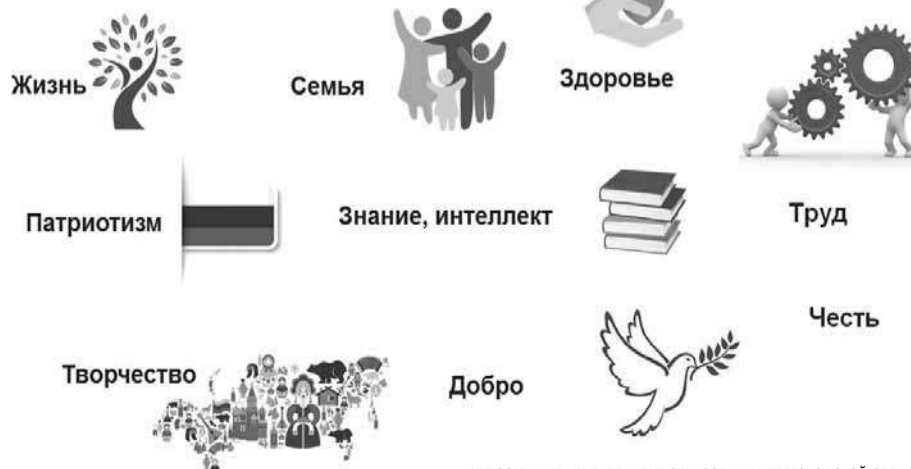 Жизнь
Семья
Здоровье
Патриотизм
Знание, интеллект
Труд
Честь
Творчество
Добро